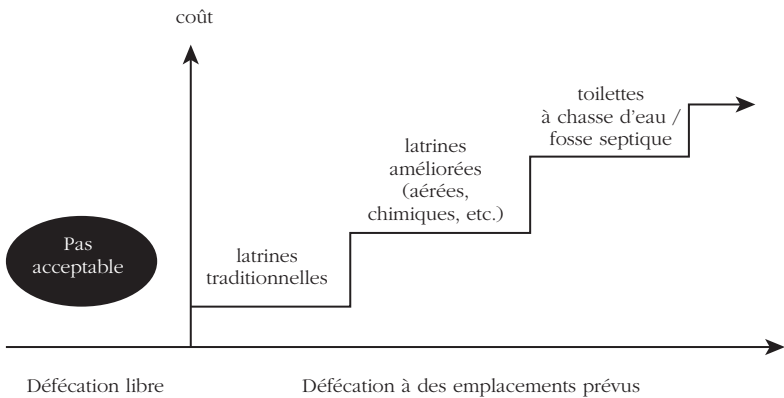 coût
toilettes
à chasse d'eau /
fosse septique
latrines
améliorées
(aérées,
chimiques, etc.)
Pas
acceptable
latrines
traditionnelles
Défécation libre
Défécation à des emplacements prévus